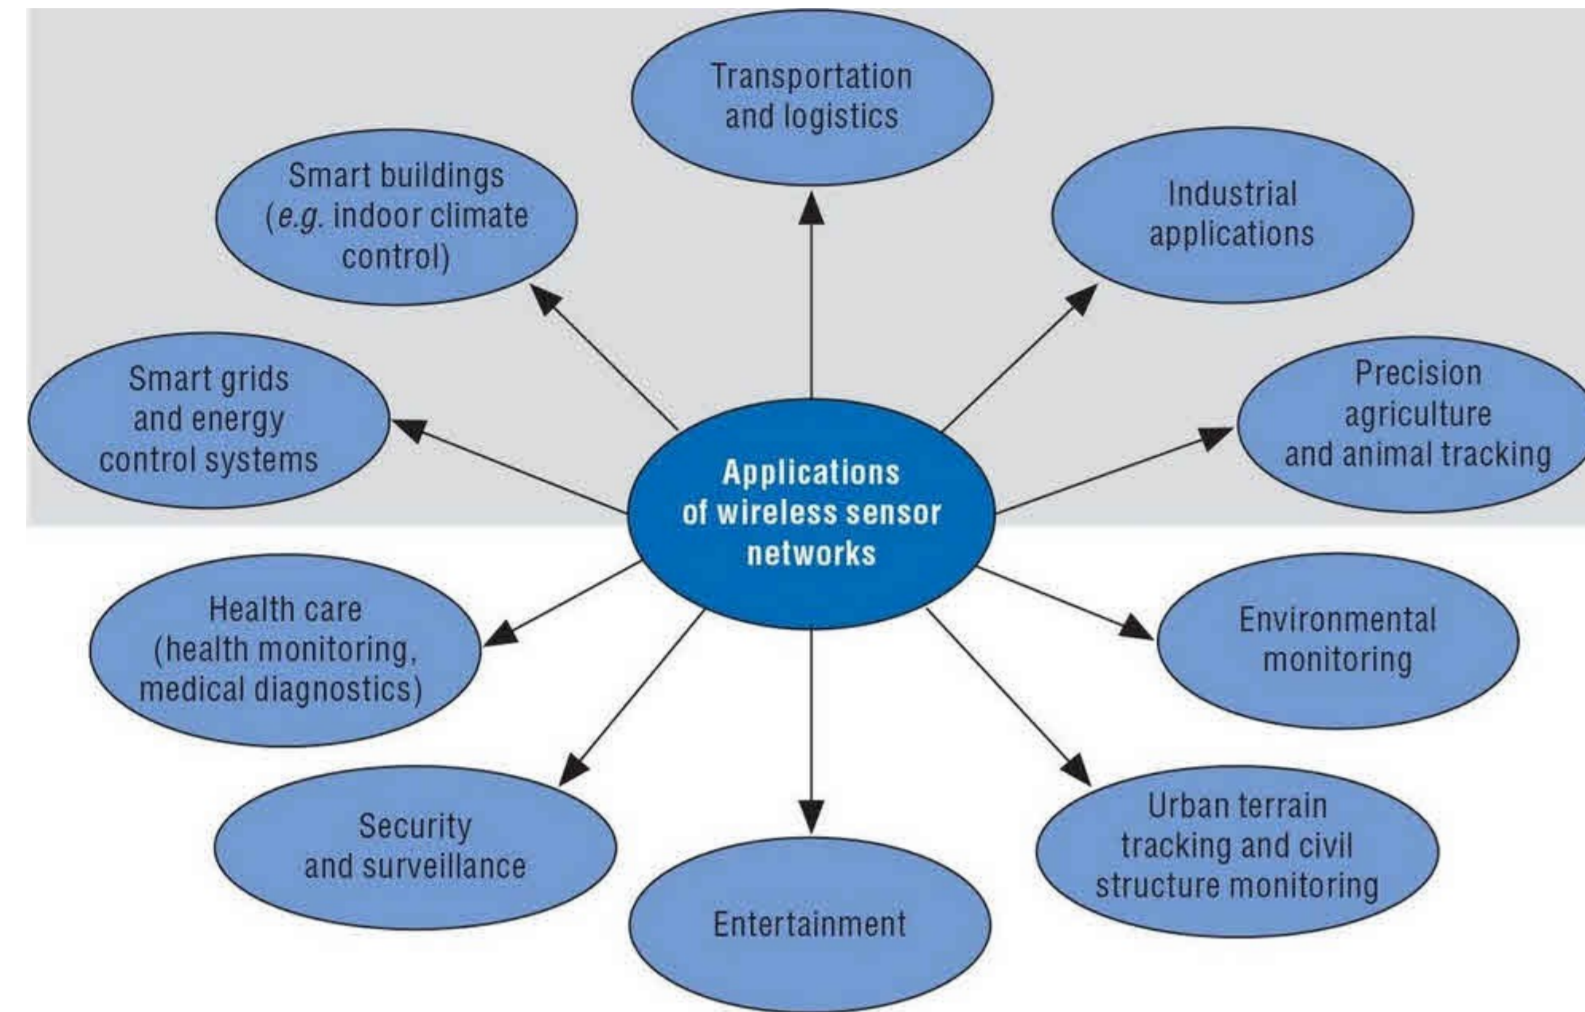 Transportation
and logistics
Smart buildings
(e.g. indoor climate
control)
Industrial
applications
Smart grids
and energy
control systems
Precision
agriculture
and animal tracking
Applications
of wireless sensor
networks
Health care
(health monitoring,
medical diagnostics)
Environmental
monitoring
Security
and surveillance
Urban terrain
tracking and civil
structure monitoring
Entertainment